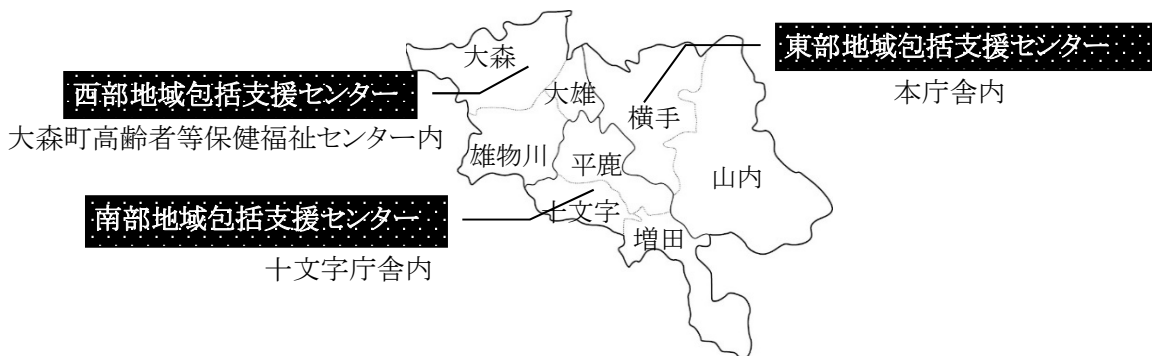 大森
東部地域包括支援センター
西部地域包括支援センター
大雄
横手
本庁舎内
大森町高齢者等保健福祉センター内
雄物川
平鹿
山内
南部地域包括支援センター
十文字
増田
十文字庁舎内